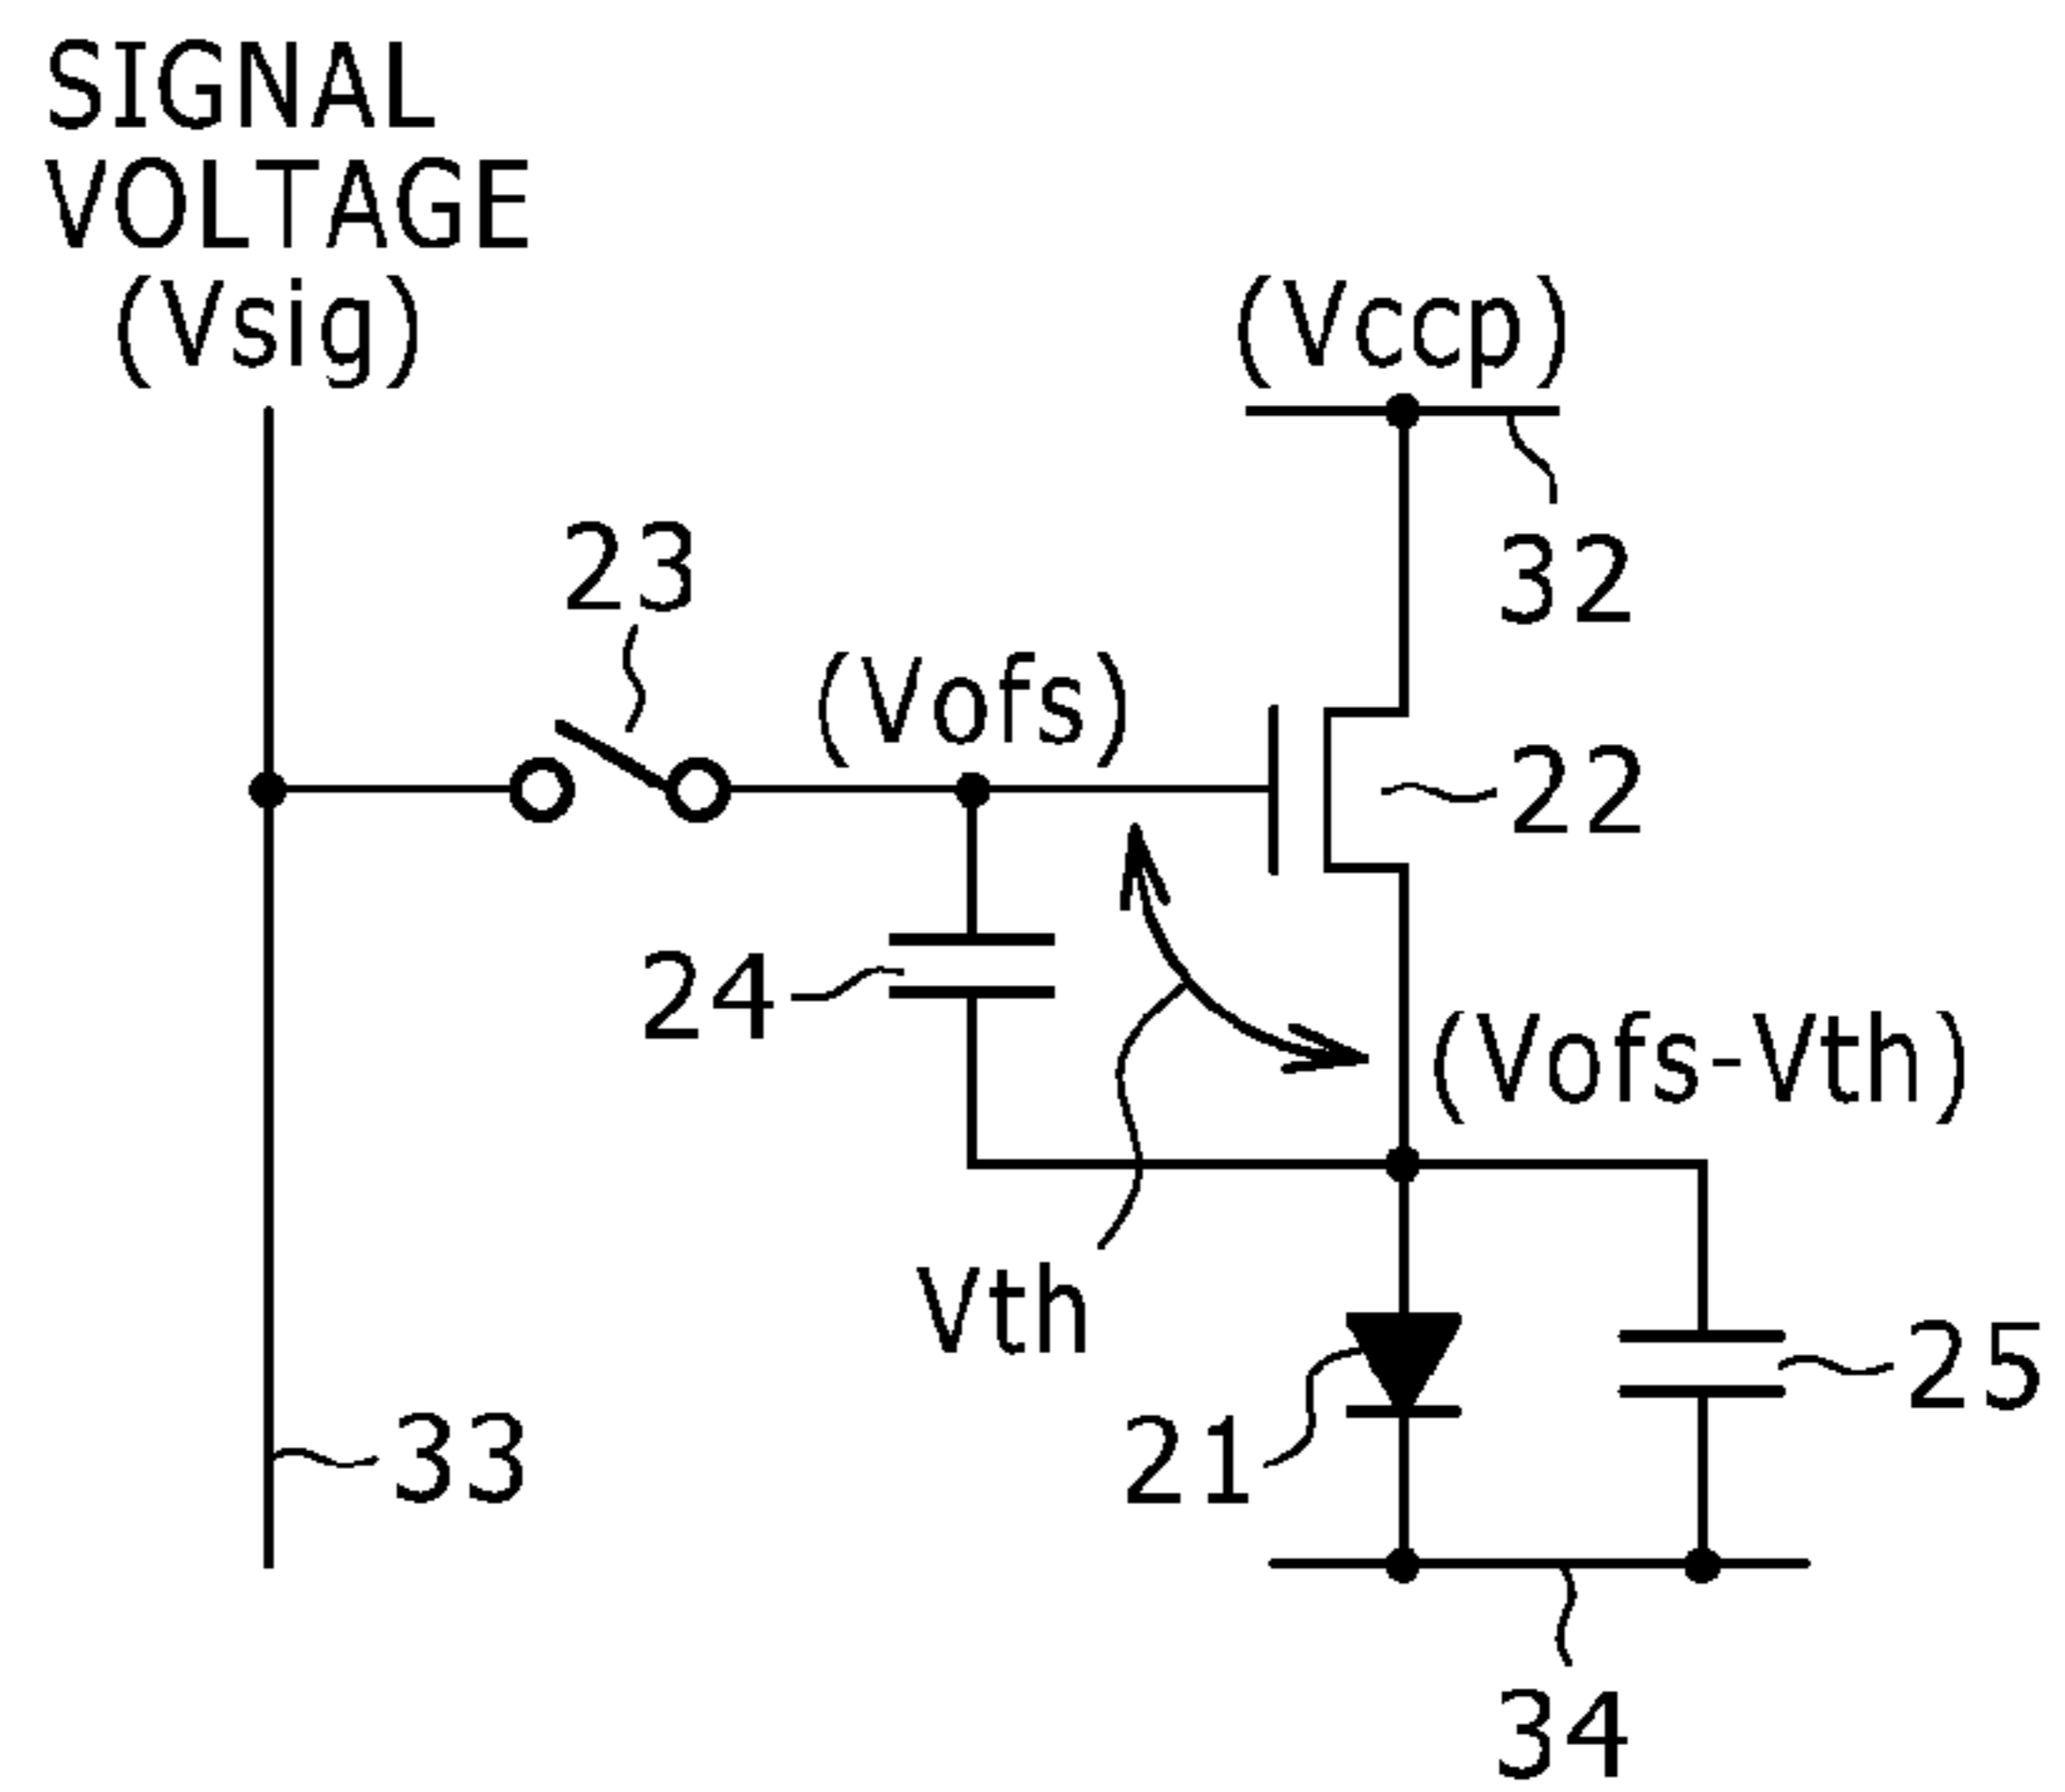 SIGNAL
VOLTAGE
(Vsig)
(Vccp)
32
23
(Vofs)
22
24
(Vofs-Vth)
Vth
25
21
33
34